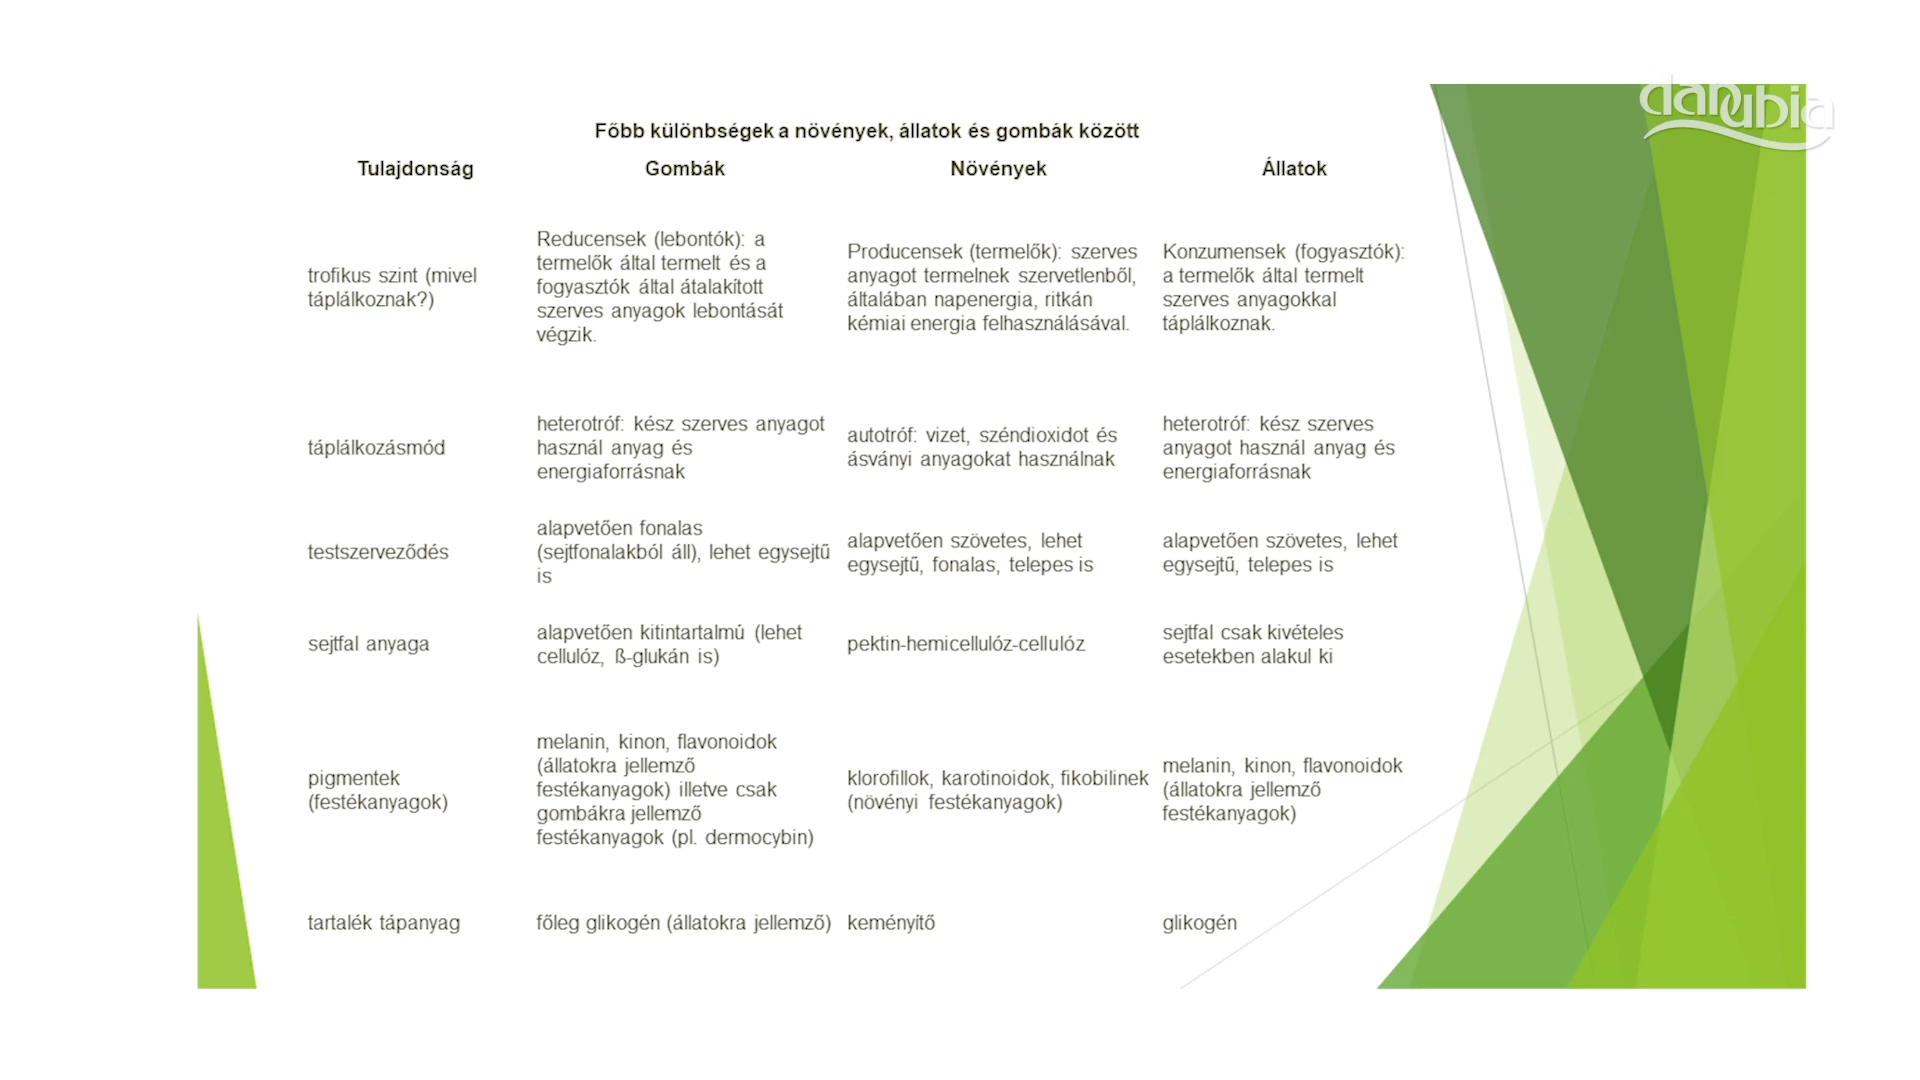 danubia
Főbb különbségek a növények, állatok és gombák között
Tulajdonság
Gombák
Növények
Állatok
trofikus szint (mivel
táplálkoznak?)
Reducensek (lebontók): a
termelők által termelt és a
fogyasztók által átalakított
szerves anyagok lebontását
végzik.
Producensek (termelők): szerves
anyagot termelnek szervetlenből,
általában napenergia, ritkán
kémiai energia felhasználásával.
Konzumensek (fogyasztók):
a termelők által termelt
szerves anyagokkal
táplálkoznak.
táplálkozásmód
heterotróf: kész szerves anyagot
használ anyag és
energiaforrásnak
autotróf: vizet, széndioxidot és
ásványi anyagokat használnak
heterotróf: kész szerves
anyagot használ anyag és
energiaforrásnak
testszerveződés
alapvetően fonalas
(sejtfonalakból áll), lehet egysejtű
is
alapvetően szövetes, lehet
egysejtű, fonalas, telepes is
alapvetően szövetes, lehet
egysejtű, telepes is
sejtfal anyaga
alapvetően kitintartalmú (lehet
cellulóz, ß-glukán is)
pektin-hemicellulóz-cellulóz
sejtfal csak kivételes
esetekben alakul ki
pigmentek
(festékanyagok)
melanin, kinon, flavonoidok
(állatokra jellemző
festékanyagok) illetve csak
gombákra jellemző
festékanyagok (pl. dermocybin)
klorofillok, karotinoidok, fikobilinek
(növényi festékanyagok)
melanin, kinon, flavonoidok
(állatokra jellemző
festékanyagok)
tartalék tápanyag
főleg glikogén (állatokra jellemző)
keményítő
glikogén